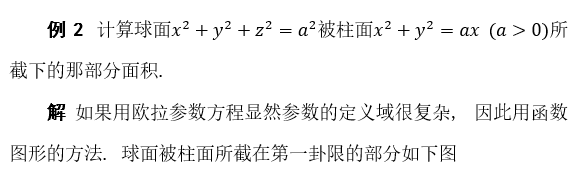 例 2 计算球面x² + y² + z² = a²被柱面x² + y² = ax (a > 0)所
截下的那部分面积.
解 如果用欧拉参数方程显然参数的定义域很复杂, 因此用函数
图形的方法. 球面被柱面所截在第一卦限的部分如下图